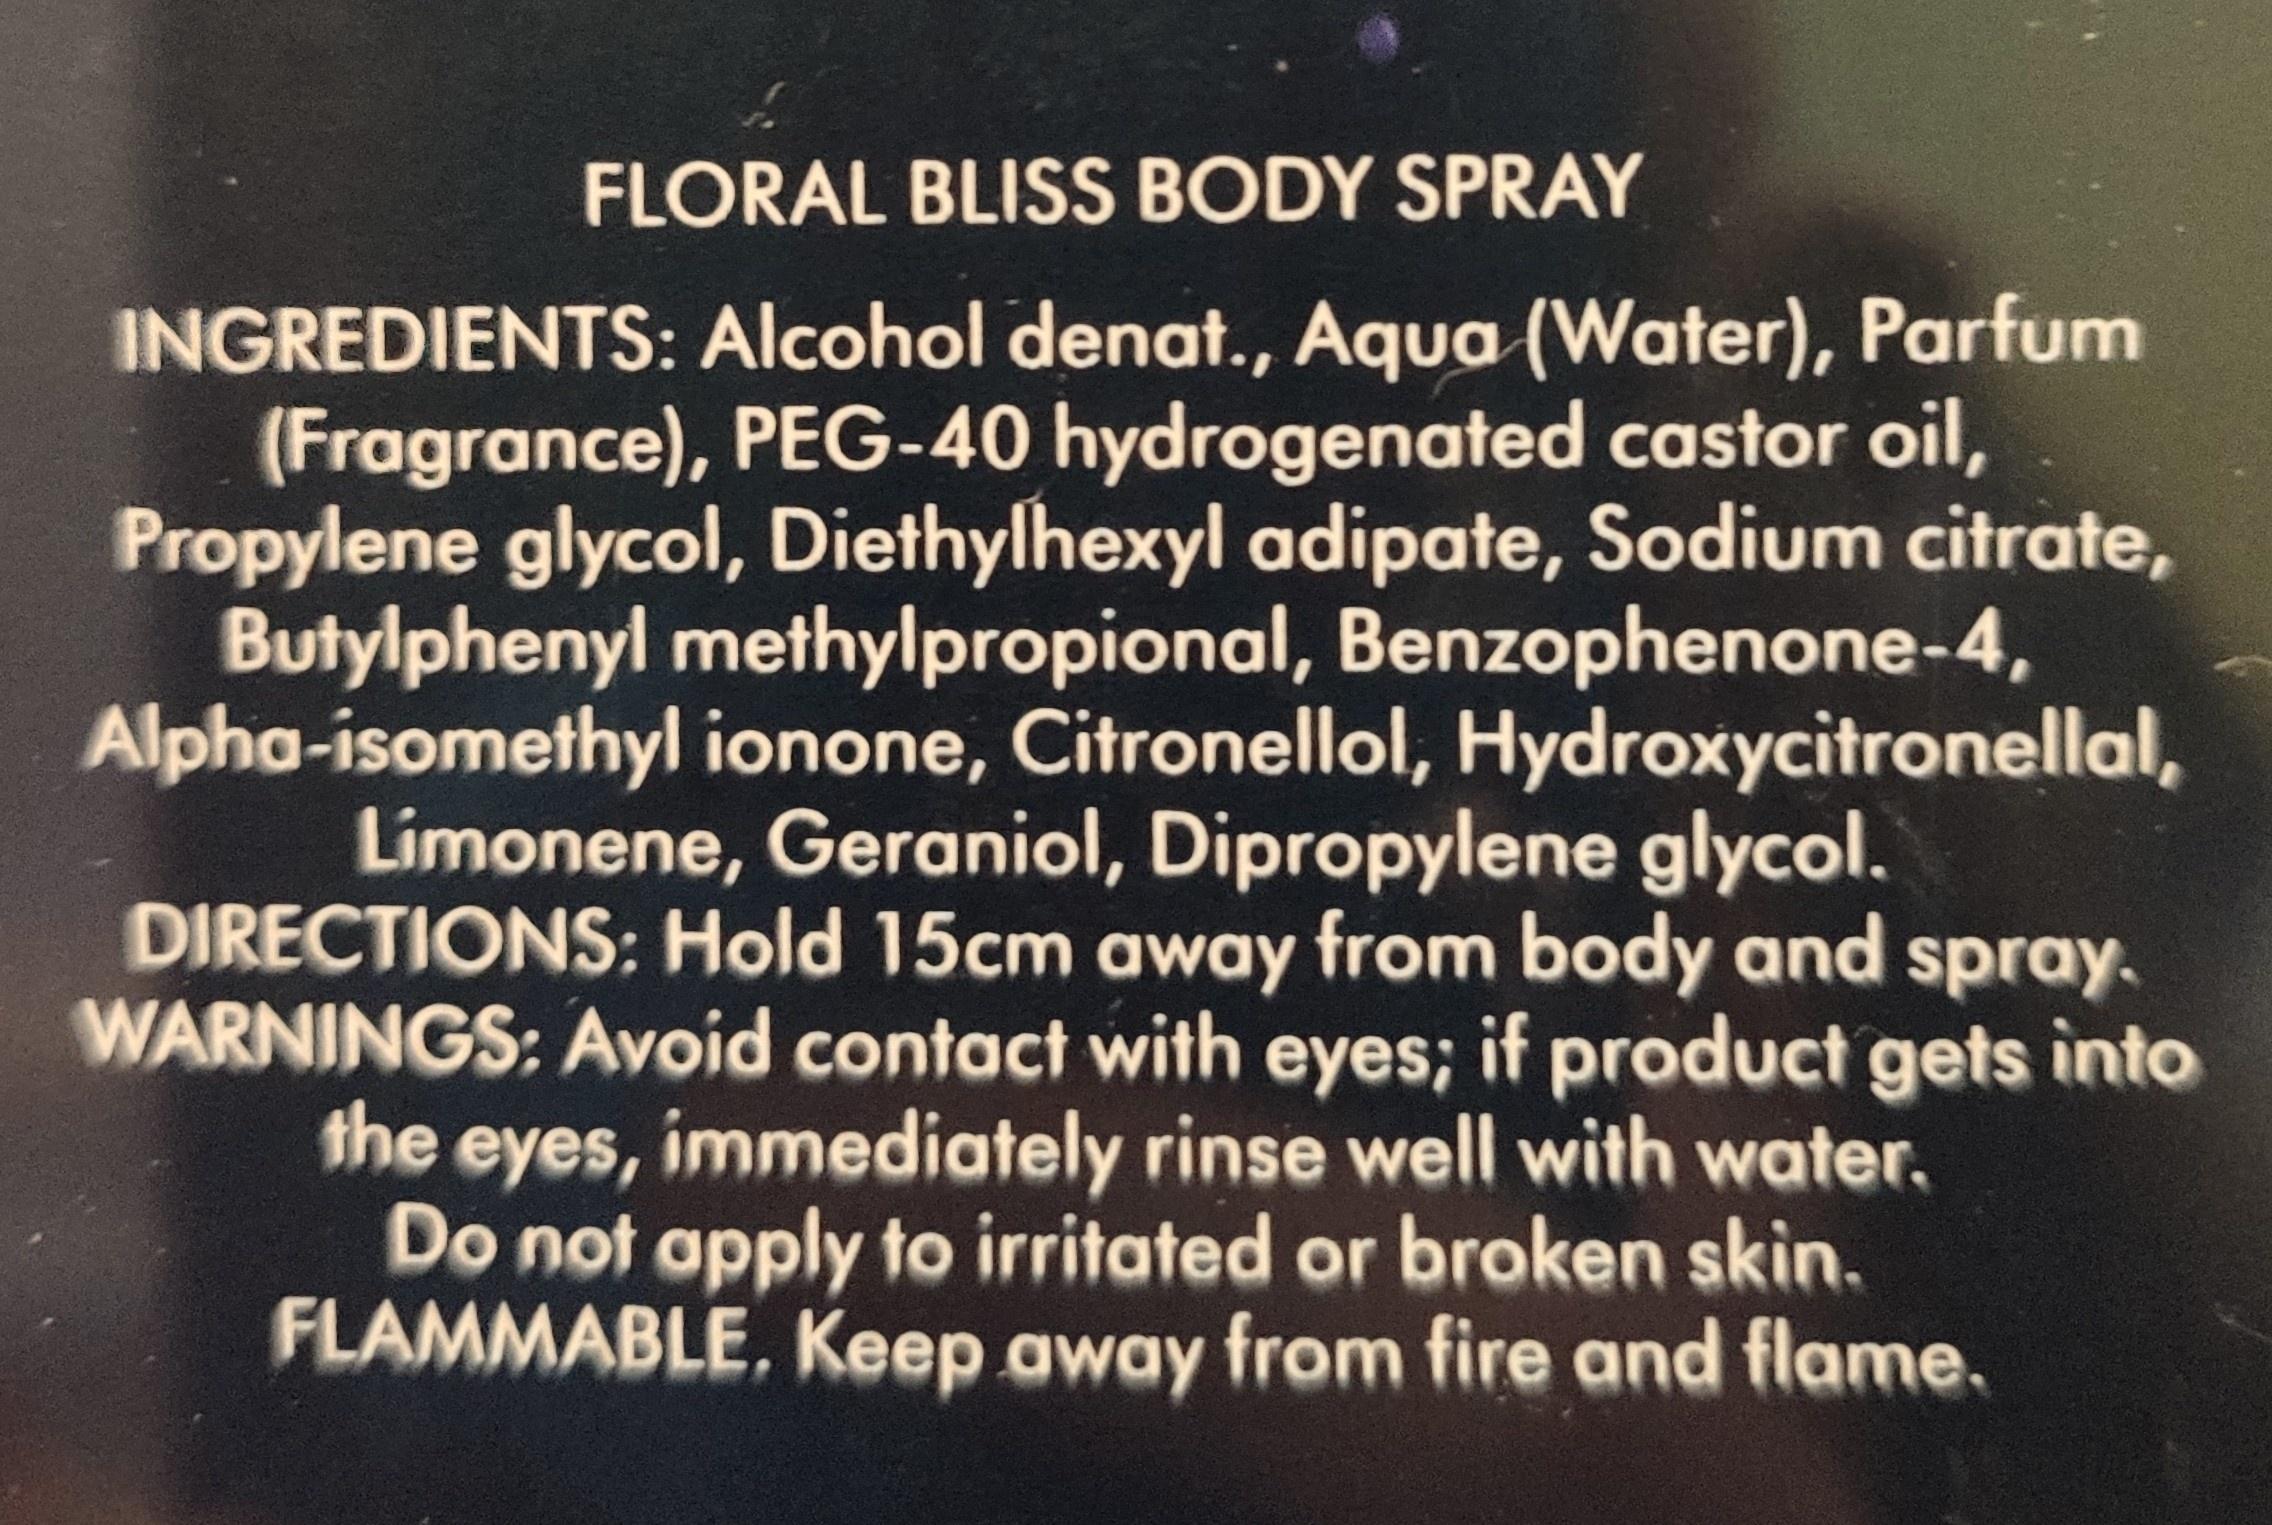 FLORAL BLISS BODY SPRAY
INGREDIENTS: Alcohol denat., Aqua (Water), Parfum
(Fragrance), PEG-40 hydrogenated castor oil,
Propylene glycol, Diethylhexyl adipate, Sodium citrate,
Butylphenyl methylpropional, Benzophenone-4,
Alpha-isomethyl ionone, Citronellol, Hydroxycitronellal,
Limonene, Geraniol, Dipropylene glycol.
DIRECTIONS: Hold 15cm away from body and spray.
WARNINGS: Avoid contact with eyes; if product gets into
the eyes, immediately rinse well with water.
Do not apply to irritated or broken skin.
FLAMMABLE. Keep away from fire and flame.